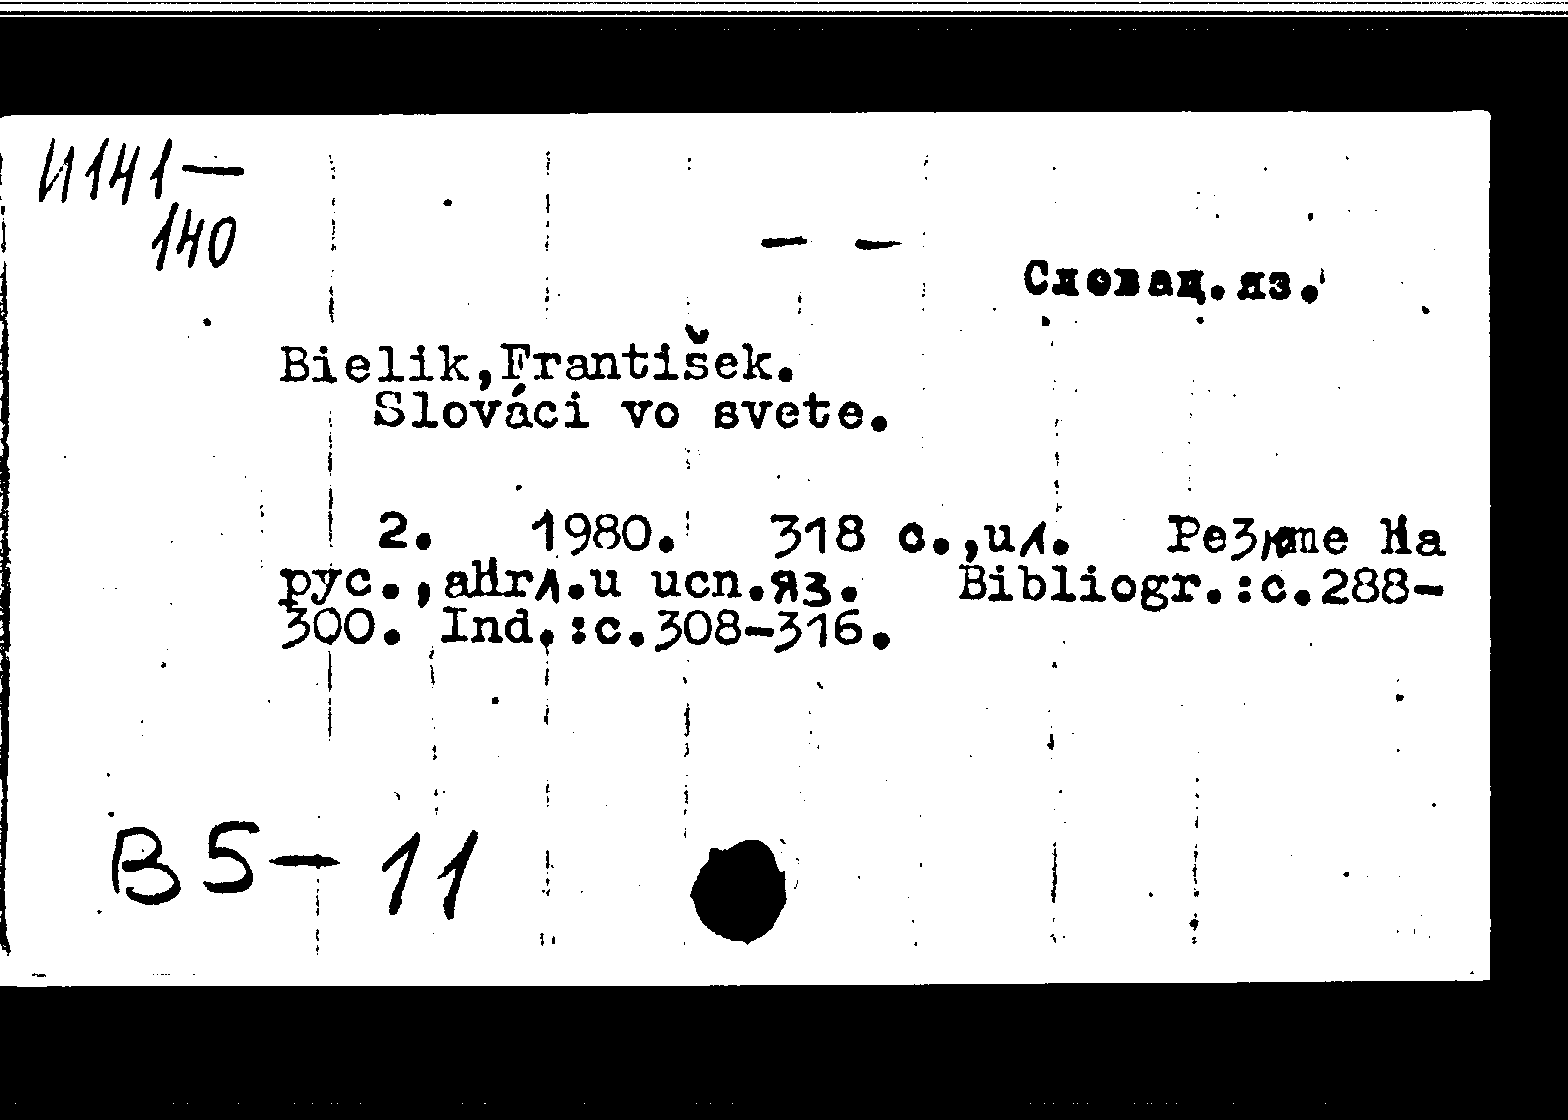 И141—
140
— —
Словац.яз.
Bielik,František.
Slováci vo svete.
2. 1980. 318 с.,ил. Резюме на
рус.,англ.и исп.яз. Bibliogr.:с.288-
300. Ind.:с.308-316.
В5—11